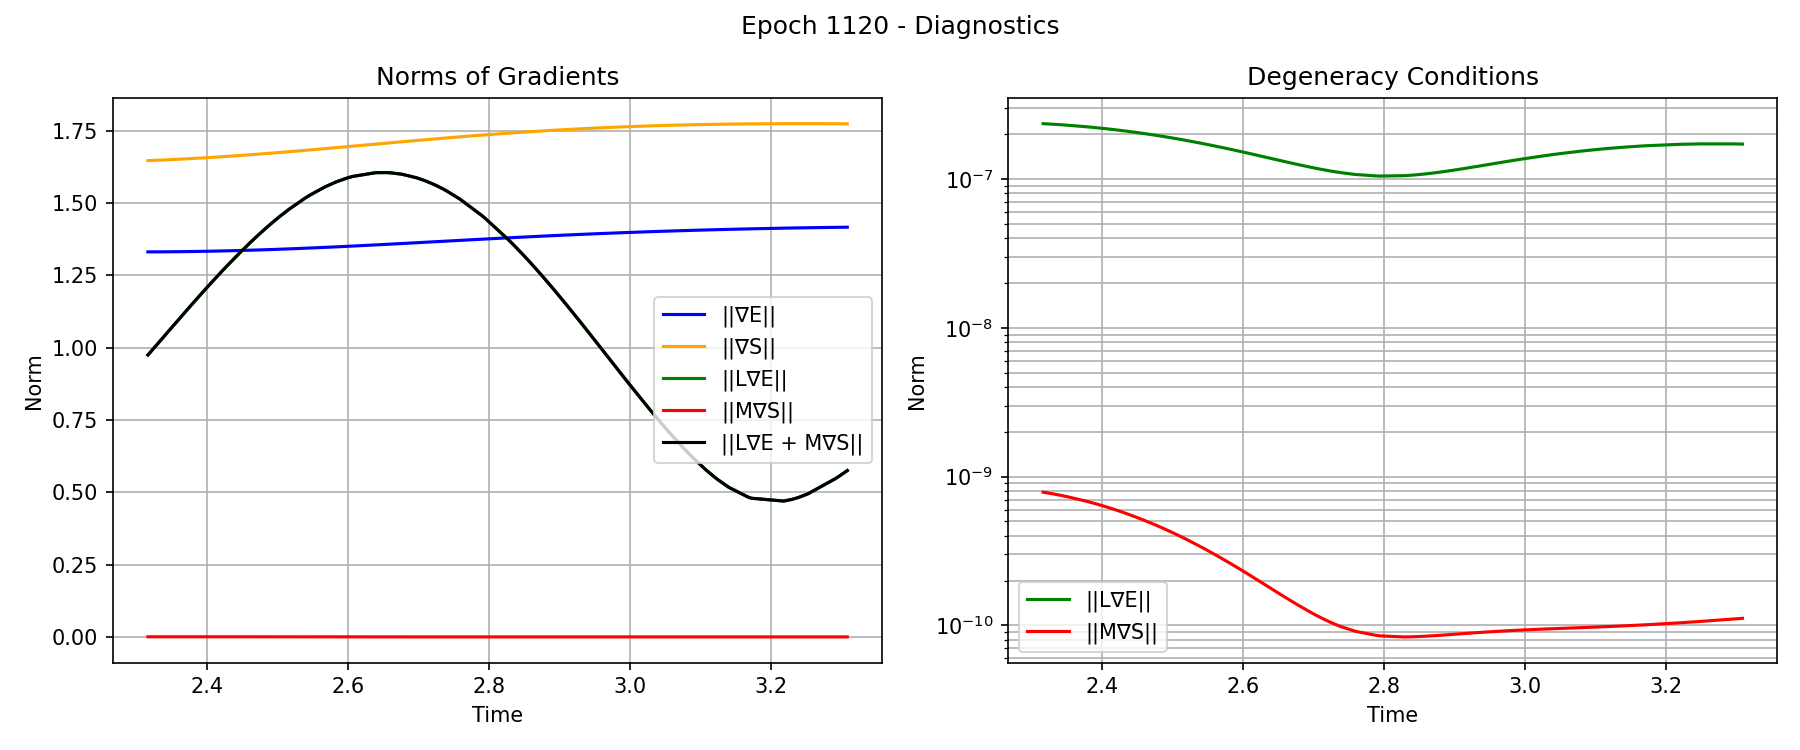 Epoch 1120 - Diagnostics
Norms of Gradients
Norm
1.75
1.50
1.25
1.00
0.75
0.50
0.25
0.00
||∇E||
||∇S||
||L∇E||
||M∇S||
||L∇E + M∇S||
2.4 2.6 2.8 3.0 3.2
Time
Degeneracy Conditions
Norm
10⁻⁷
10⁻⁸
10⁻⁹
10⁻¹⁰
||L∇E||
||M∇S||
2.4 2.6 2.8 3.0 3.2
Time